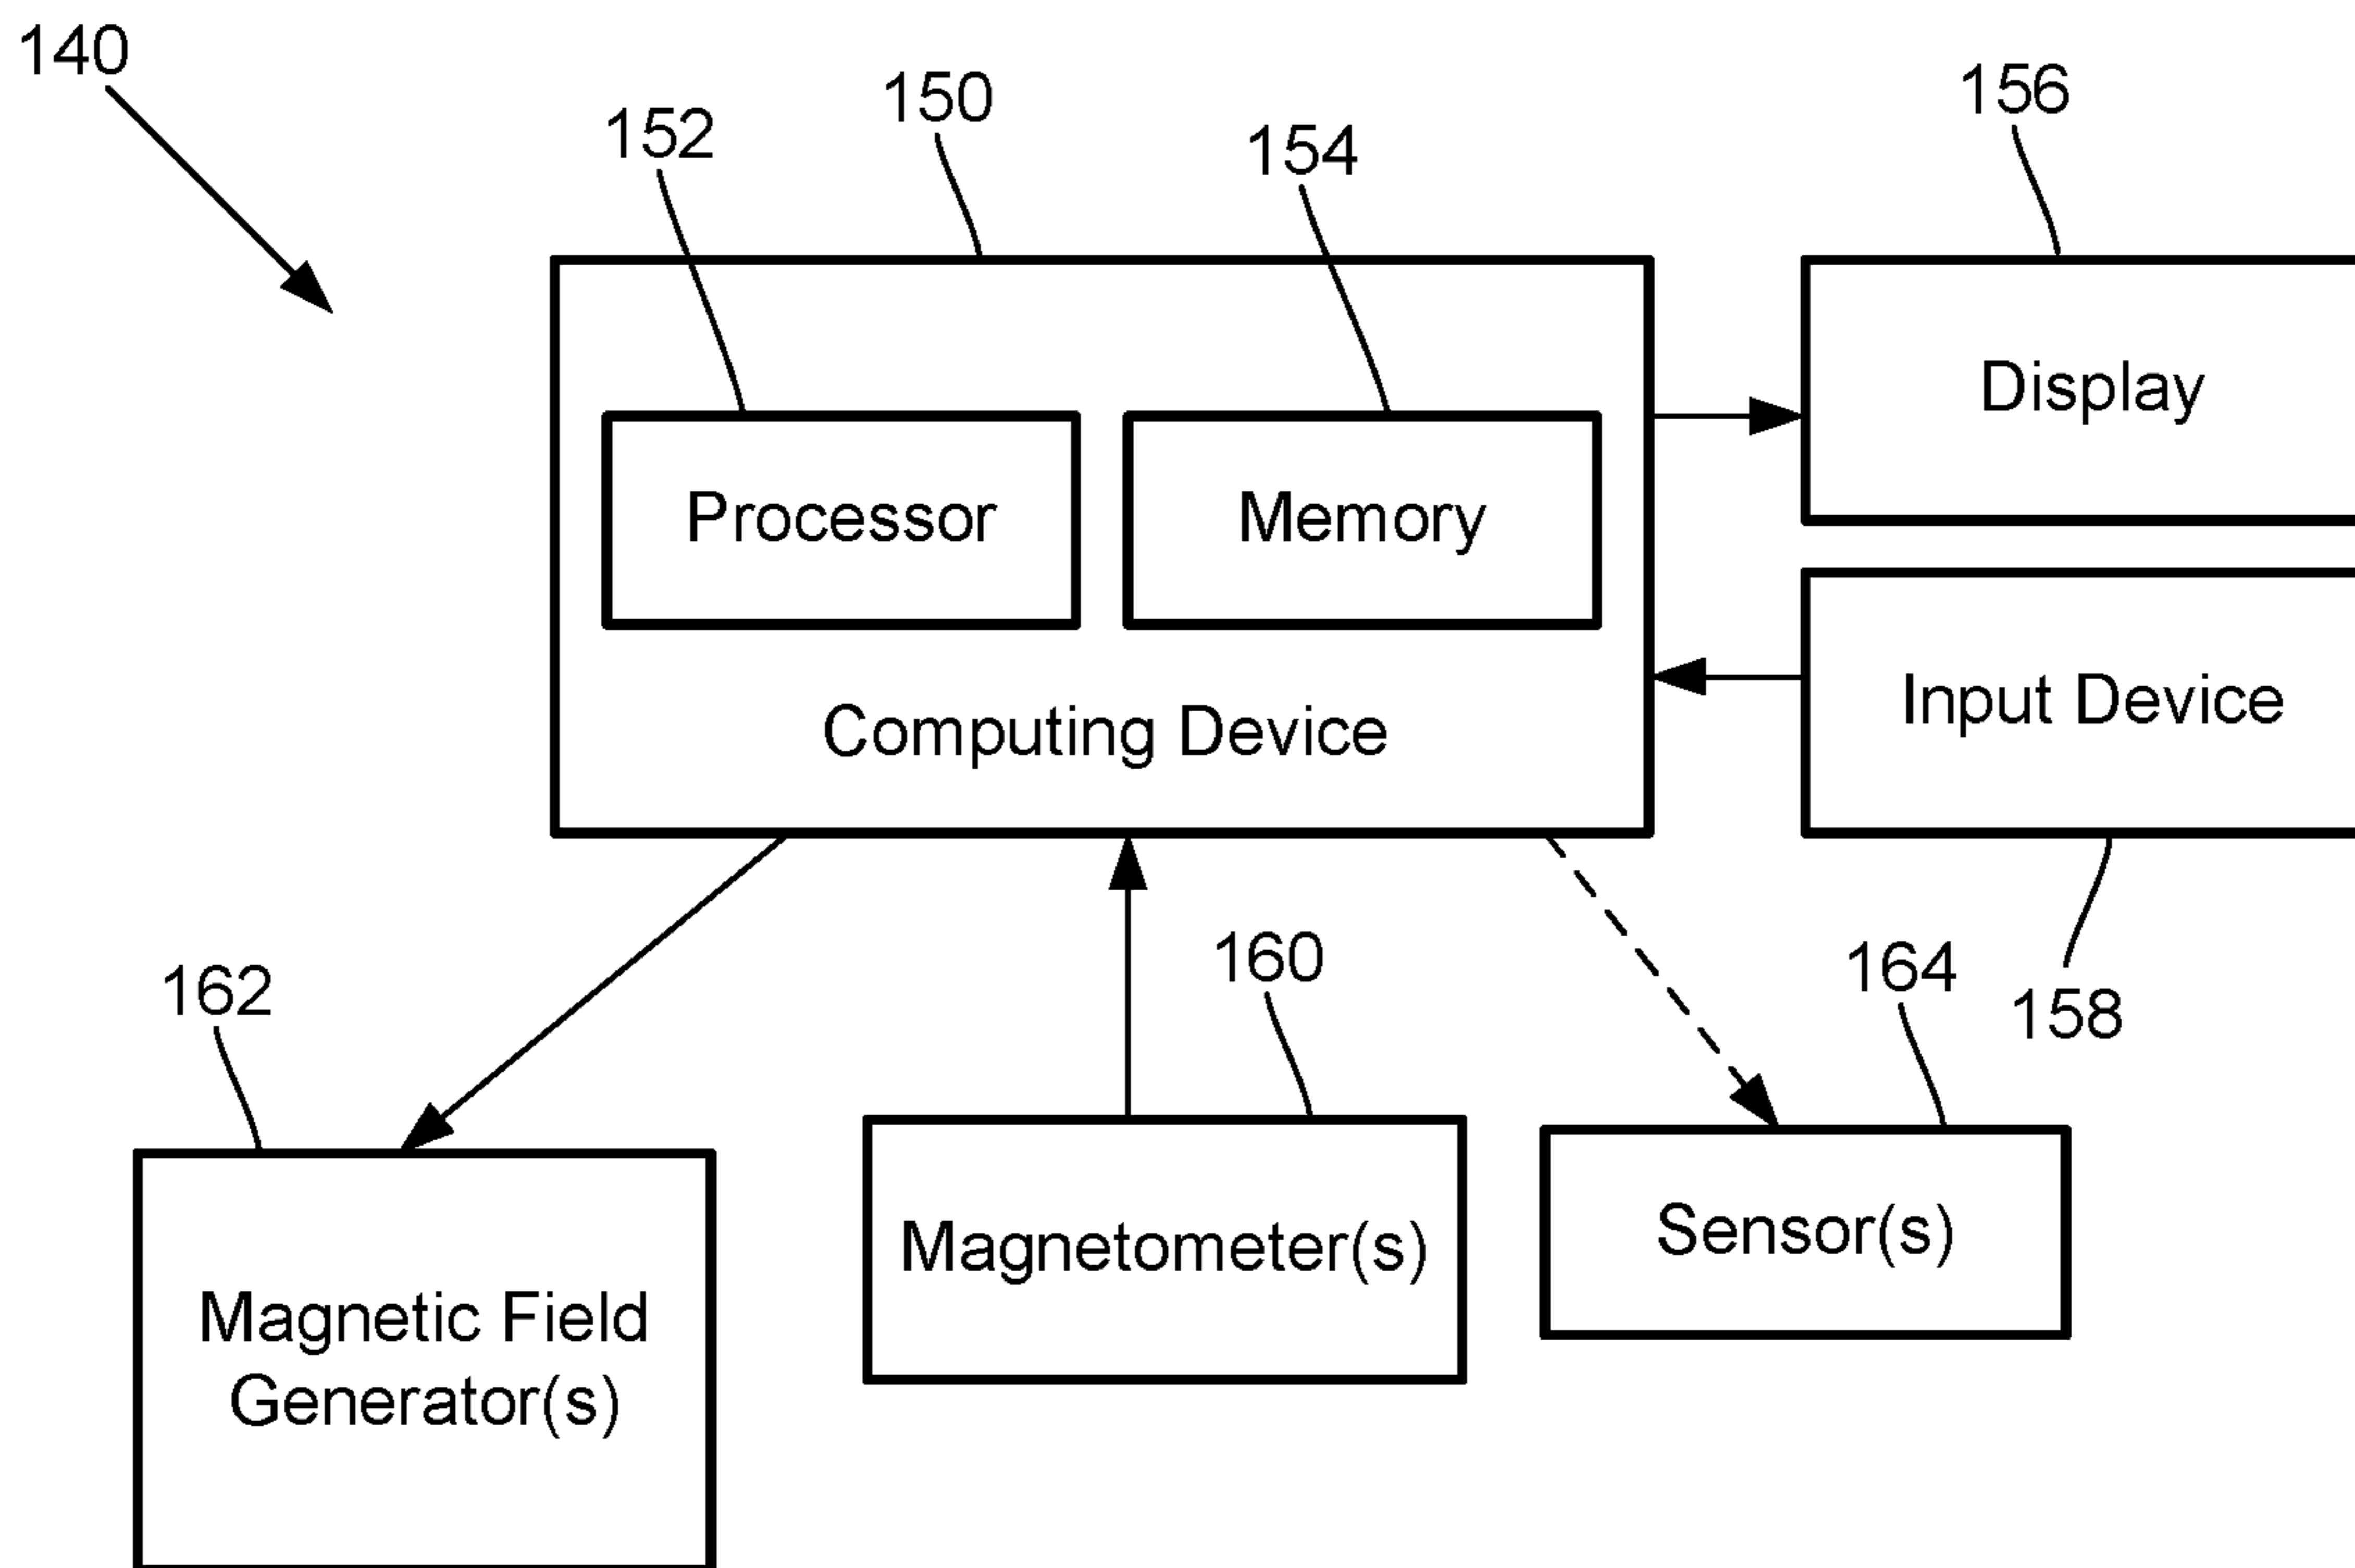 140
150
156
152
154
Display
Processor
Memory
Input Device
Computing Device
160
164
162
158
Sensor(s)
Magnetometer(s)
Magnetic Field
Generator(s)